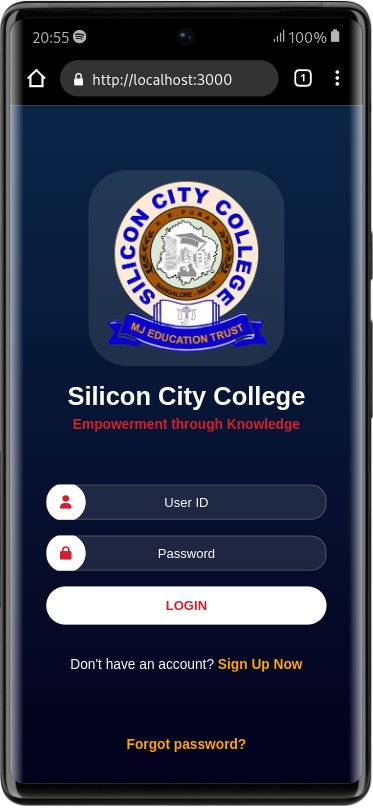 20:55
100%
http://localhost:3000
1
SILICON CITY COLLEGE
K.R. PURAM
BANGALORE - 560 036
MJ EDUCATION TRUST
Silicon City College
Empowerment through Knowledge
User ID
Password
LOGIN
Don't have an account? Sign Up Now
Forgot password?